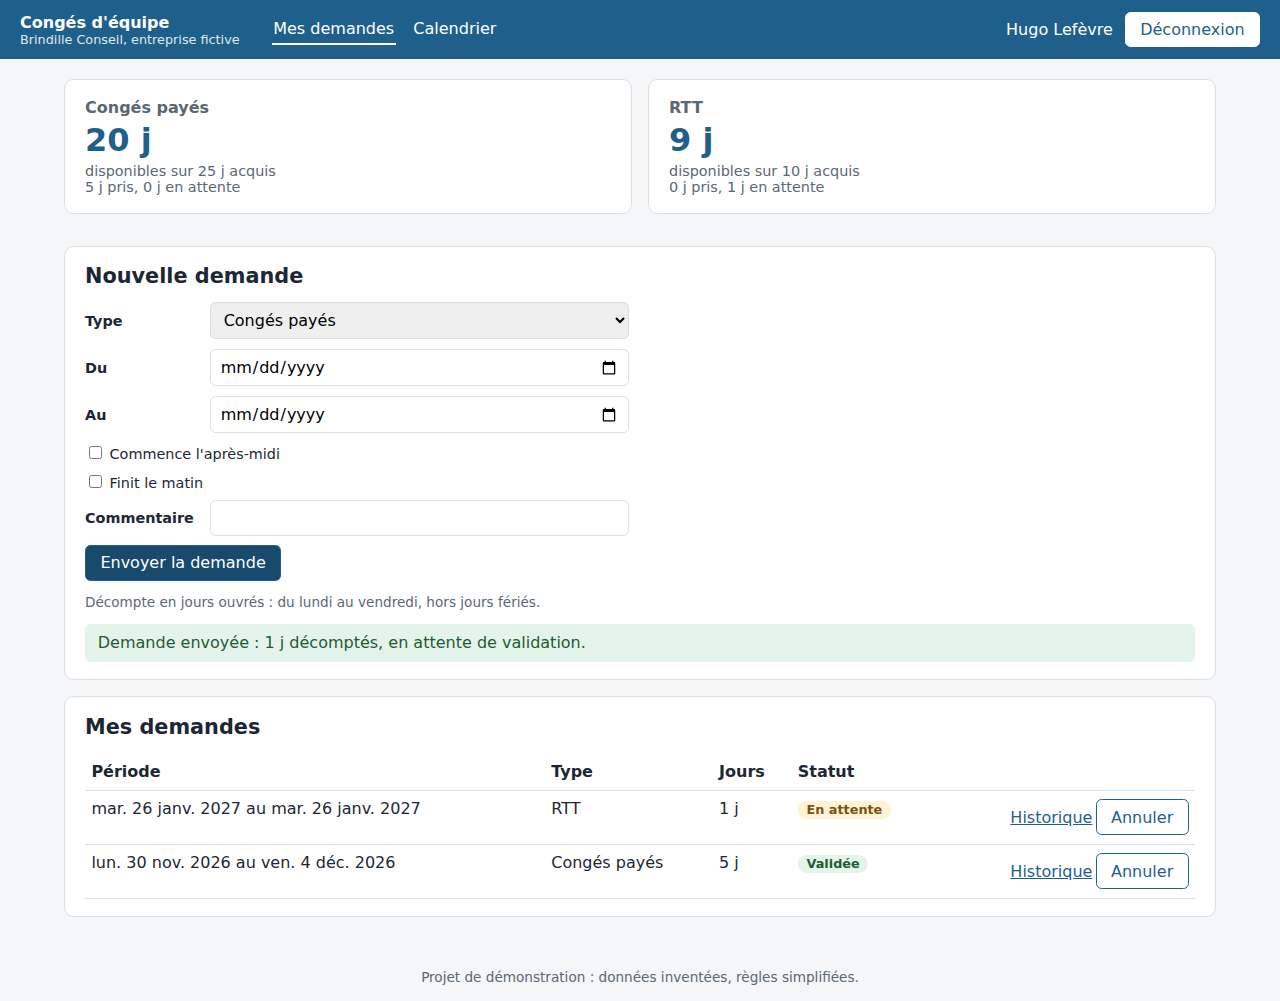 Congés d'équipe
Brindille Conseil, entreprise fictive
Mes demandes Calendrier
Hugo Lefèvre Déconnexion
Congés payés
20 j
disponibles sur 25 j acquis
5 j pris, 0 j en attente
RTT
9 j
disponibles sur 10 j acquis
0 j pris, 1 j en attente
Nouvelle demande
Type Congés payés
Du mm/dd/yyyy
Au mm/dd/yyyy
Commence l'après-midi
Finit le matin
Commentaire
Envoyer la demande
Décompte en jours ouvrés : du lundi au vendredi, hors jours fériés.
Demande envoyée : 1 j décomptés, en attente de validation.
Mes demandes
Période Type Jours Statut
mar. 26 janv. 2027 au mar. 26 janv. 2027 RTT 1 j En attente Historique Annuler
lun. 30 nov. 2026 au ven. 4 déc. 2026 Congés payés 5 j Validée Historique Annuler
Projet de démonstration : données inventées, règles simplifiées.